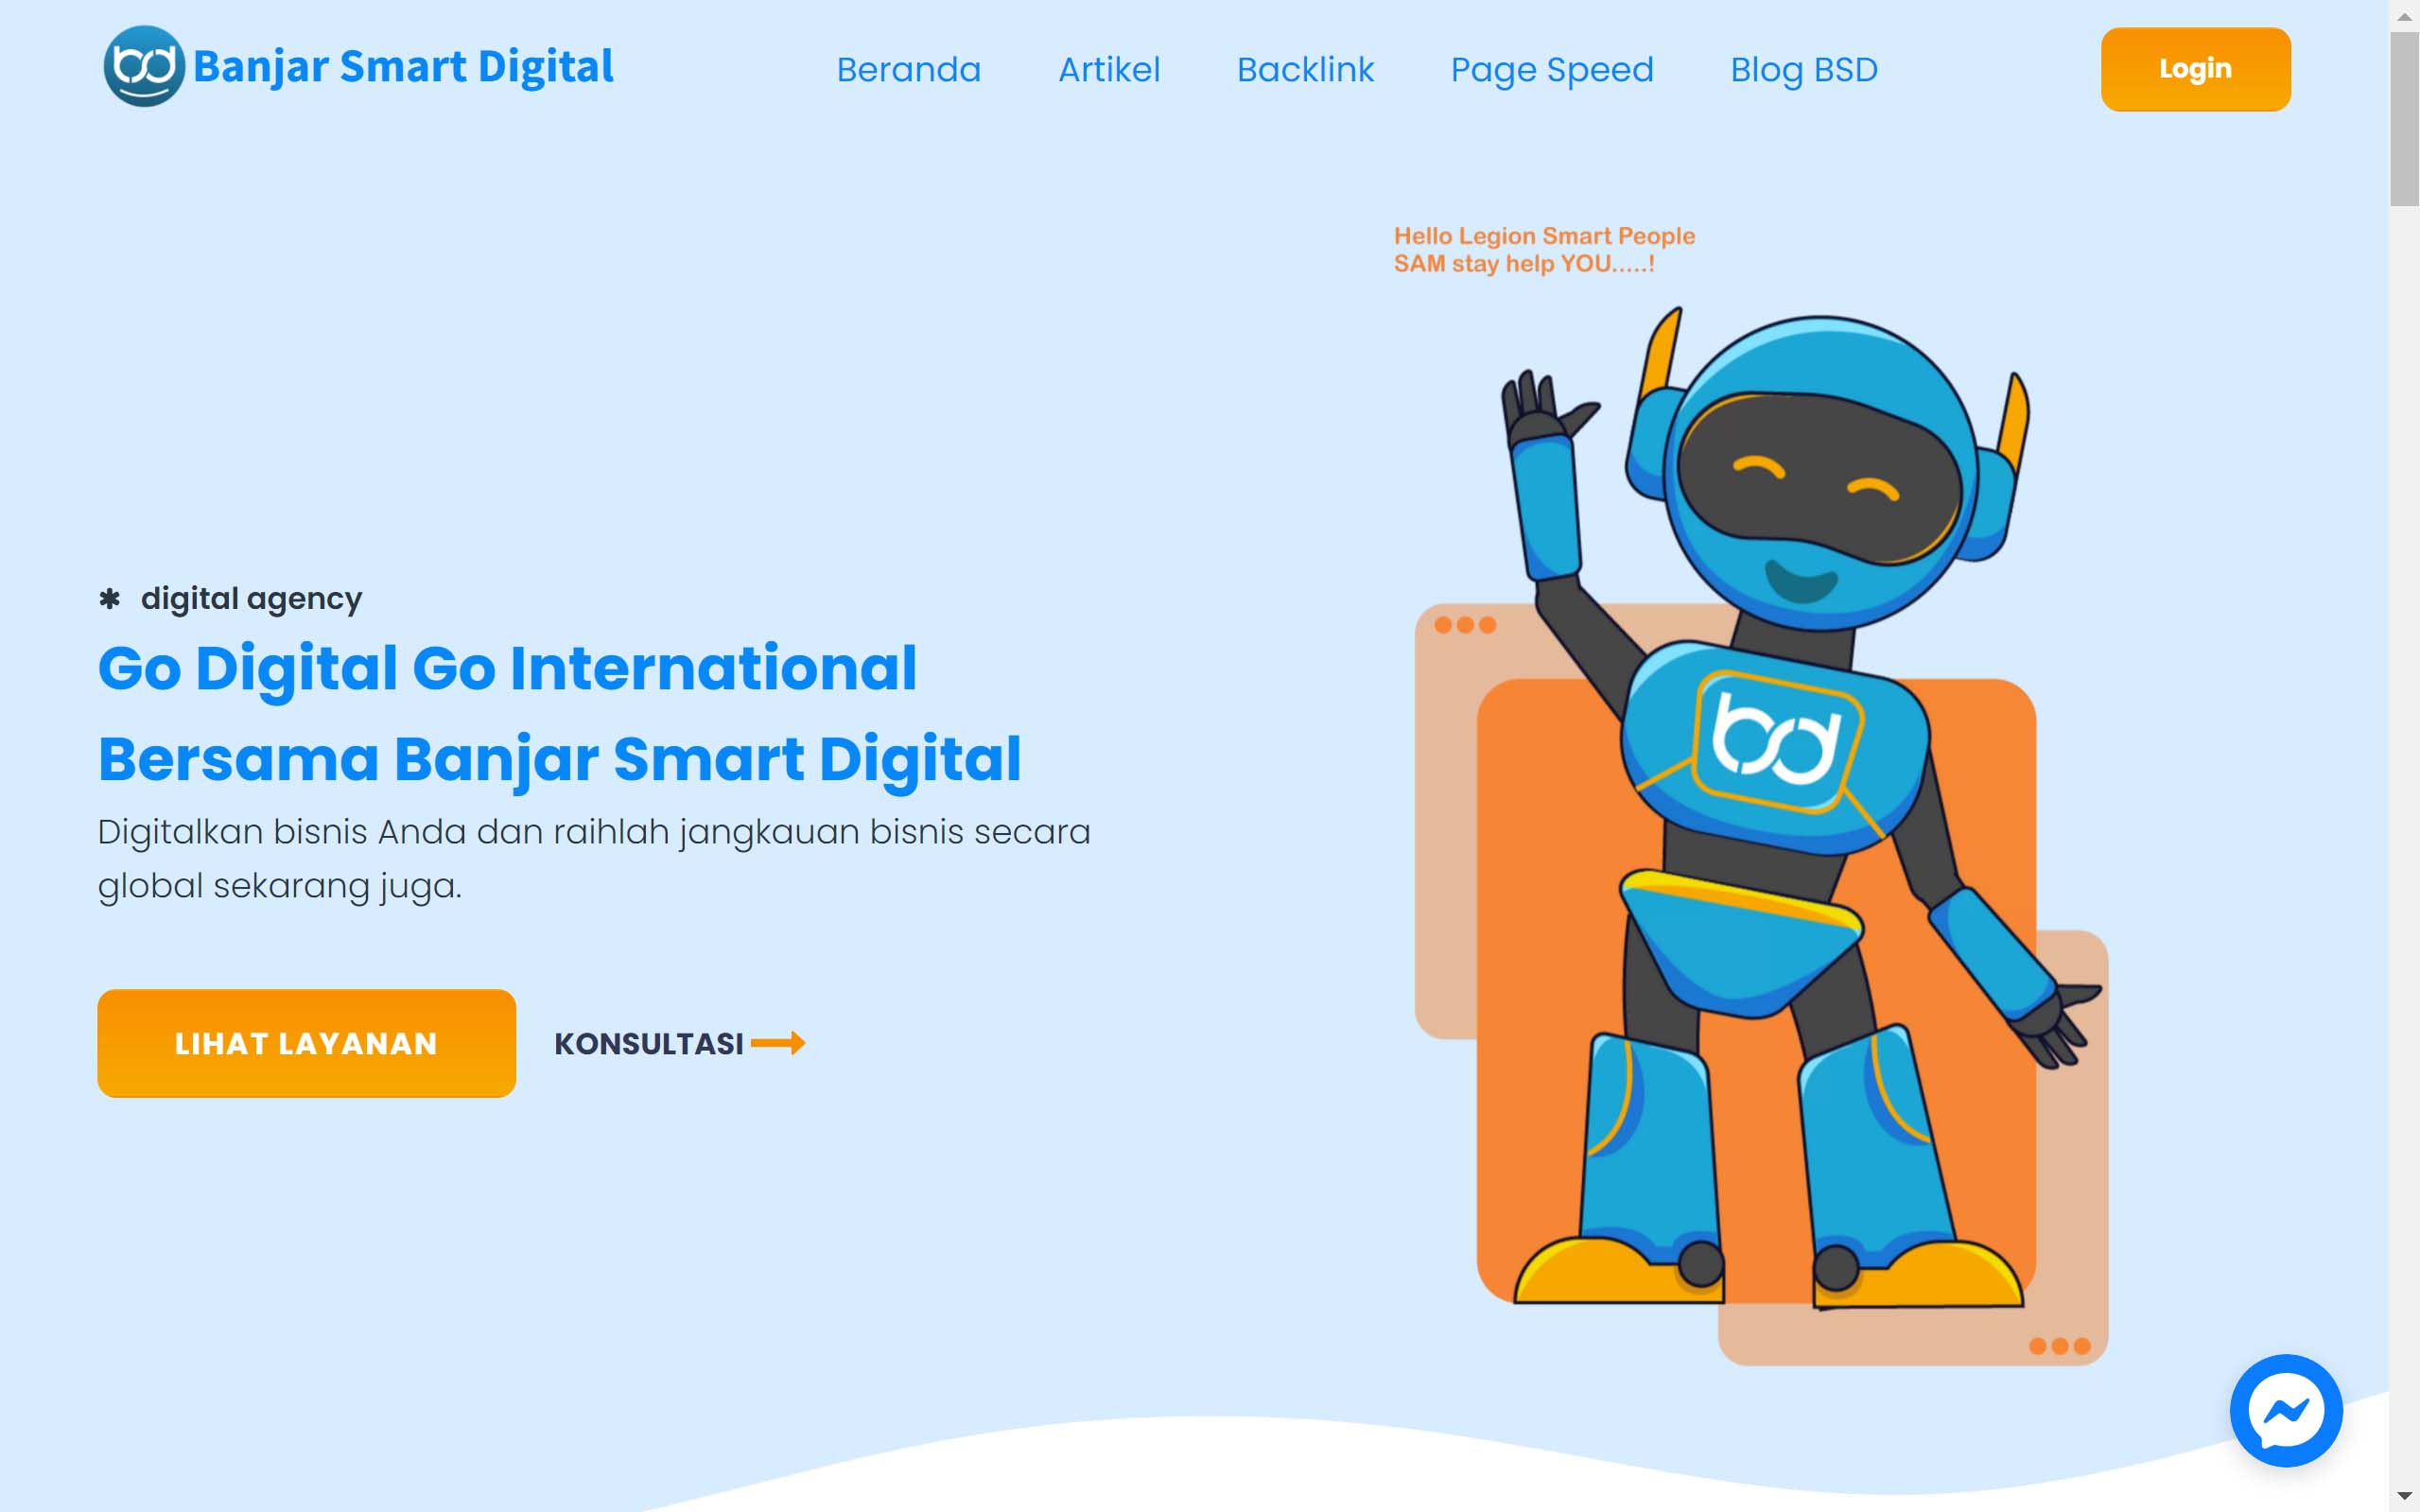 bd Banjar Smart Digital
Beranda Artikel Backlink Page Speed Blog BSD
Login
Hello Legion Smart People
SAM stay help YOU.....!
* digital agency
Go Digital Go International
Bersama Banjar Smart Digital
Digitalkan bisnis Anda dan raihlah jangkauan bisnis secara
global sekarang juga.
LIHAT LAYANAN
KONSULTASI
bd